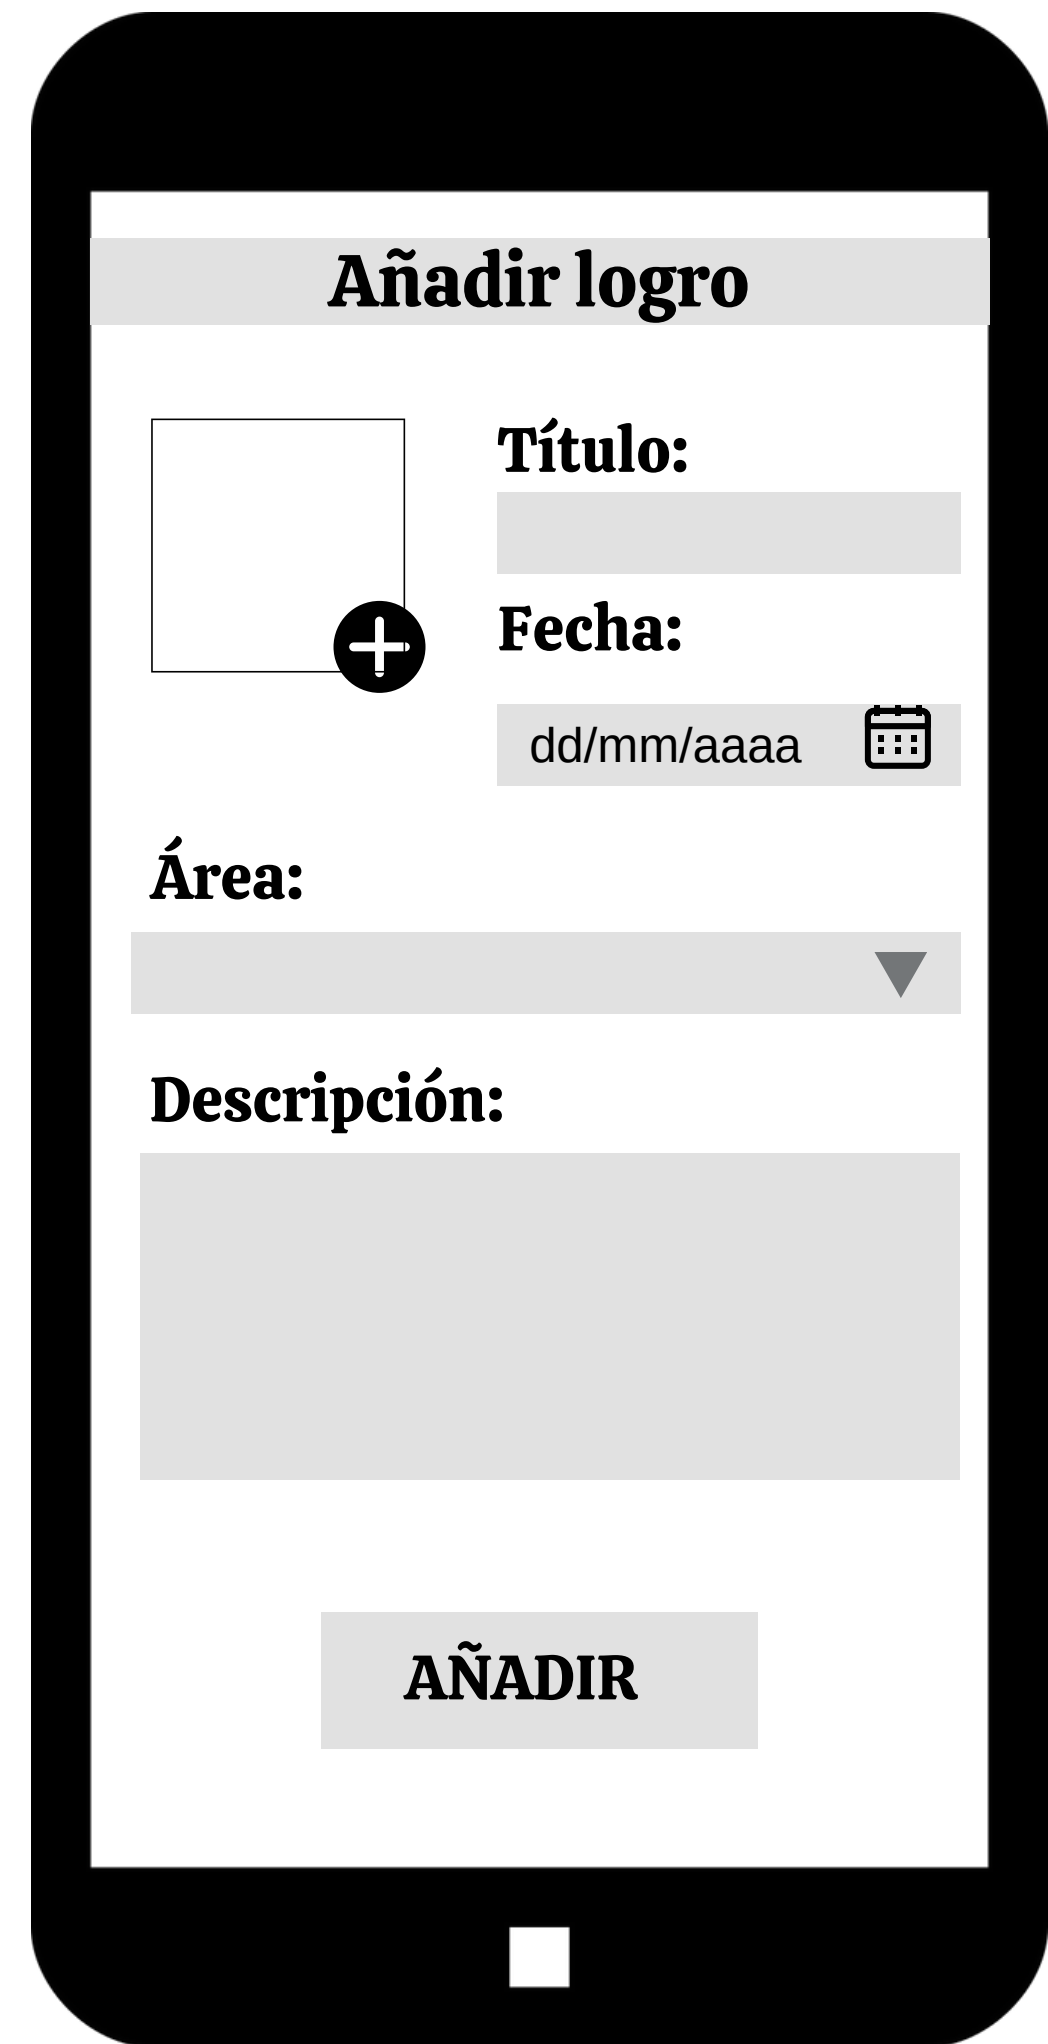 Añadir logro
Título:
Fecha:
dd/mm/aaaa
Área:
Descripción:
AÑADIR